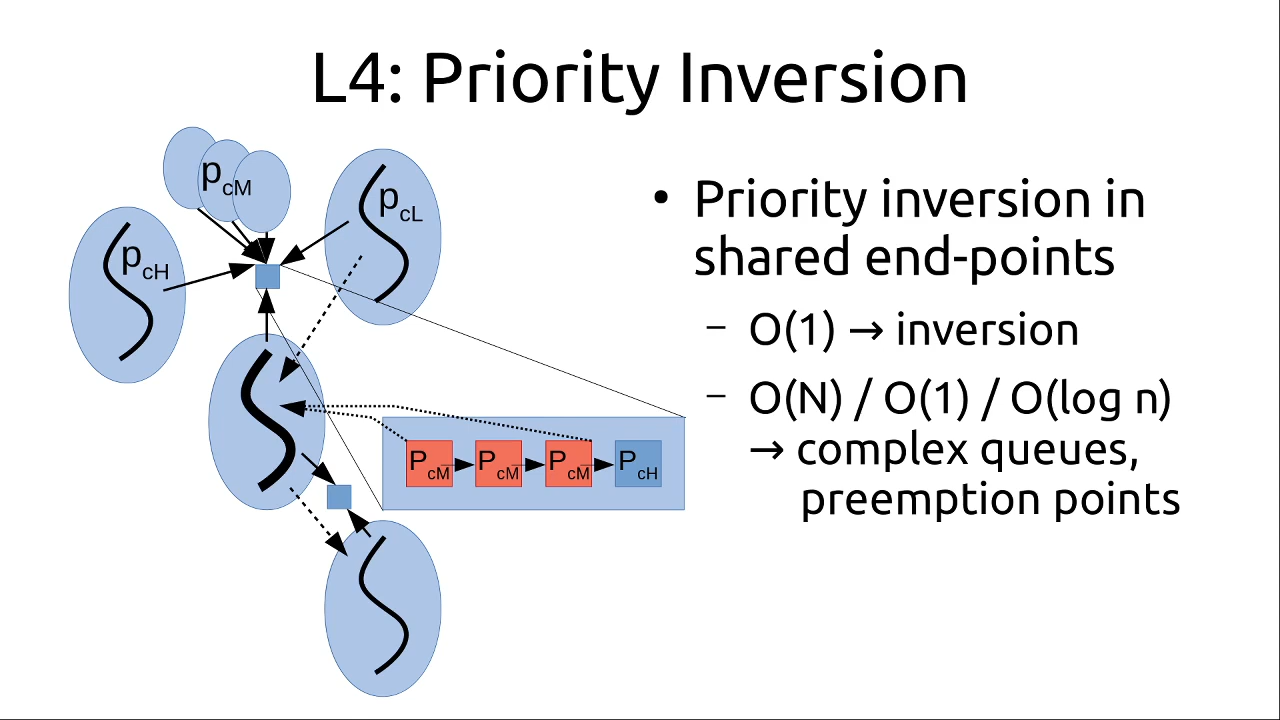 L4: Priority Inversion
pcM
pcL
pcH
PcM
PcM
PcM
PcH
• Priority inversion in
shared end-points
– O(1) → inversion
– O(N) / O(1) / O(log n)
→ complex queues,
preemption points